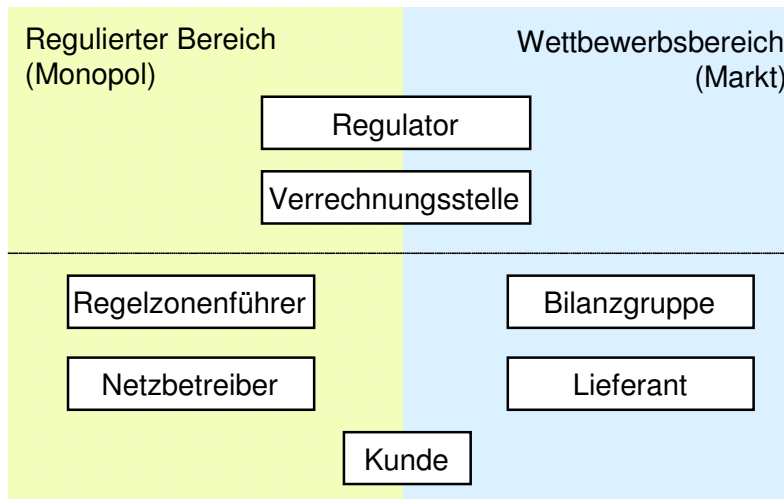 Regulierter Bereich
(Monopol)
Wettbewerbsbereich
(Markt)
Regulator
Verrechnungsstelle
Regelzonenführer
Bilanzgruppe
Netzbetreiber
Lieferant
Kunde